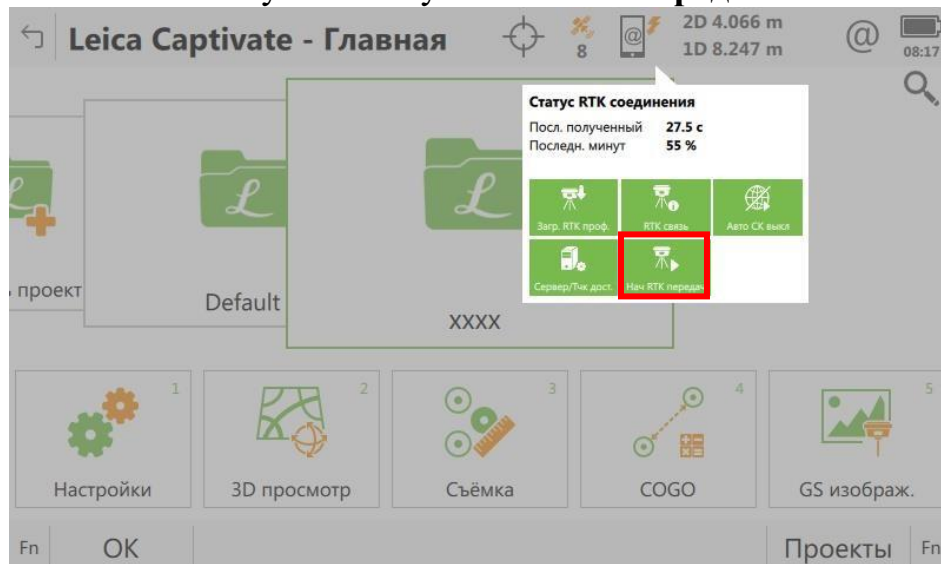 Leica Captivate - Главная
8
2D 4.066 m
1D 8.247 m
@
08:17
Статус RTK соединения
Посл. полученный 27.5 с
Последн. минут 55 %
Загр. RTK проф.
RTK связь
Авто СК выкл
Сервер/Тчк дост.
Нач RTK передач
проект
Default
xxxx
1
Настройки
2
3D просмотр
3
Съёмка
4
COGO
5
GS изображ.
Fn
OK
Проекты
Fn